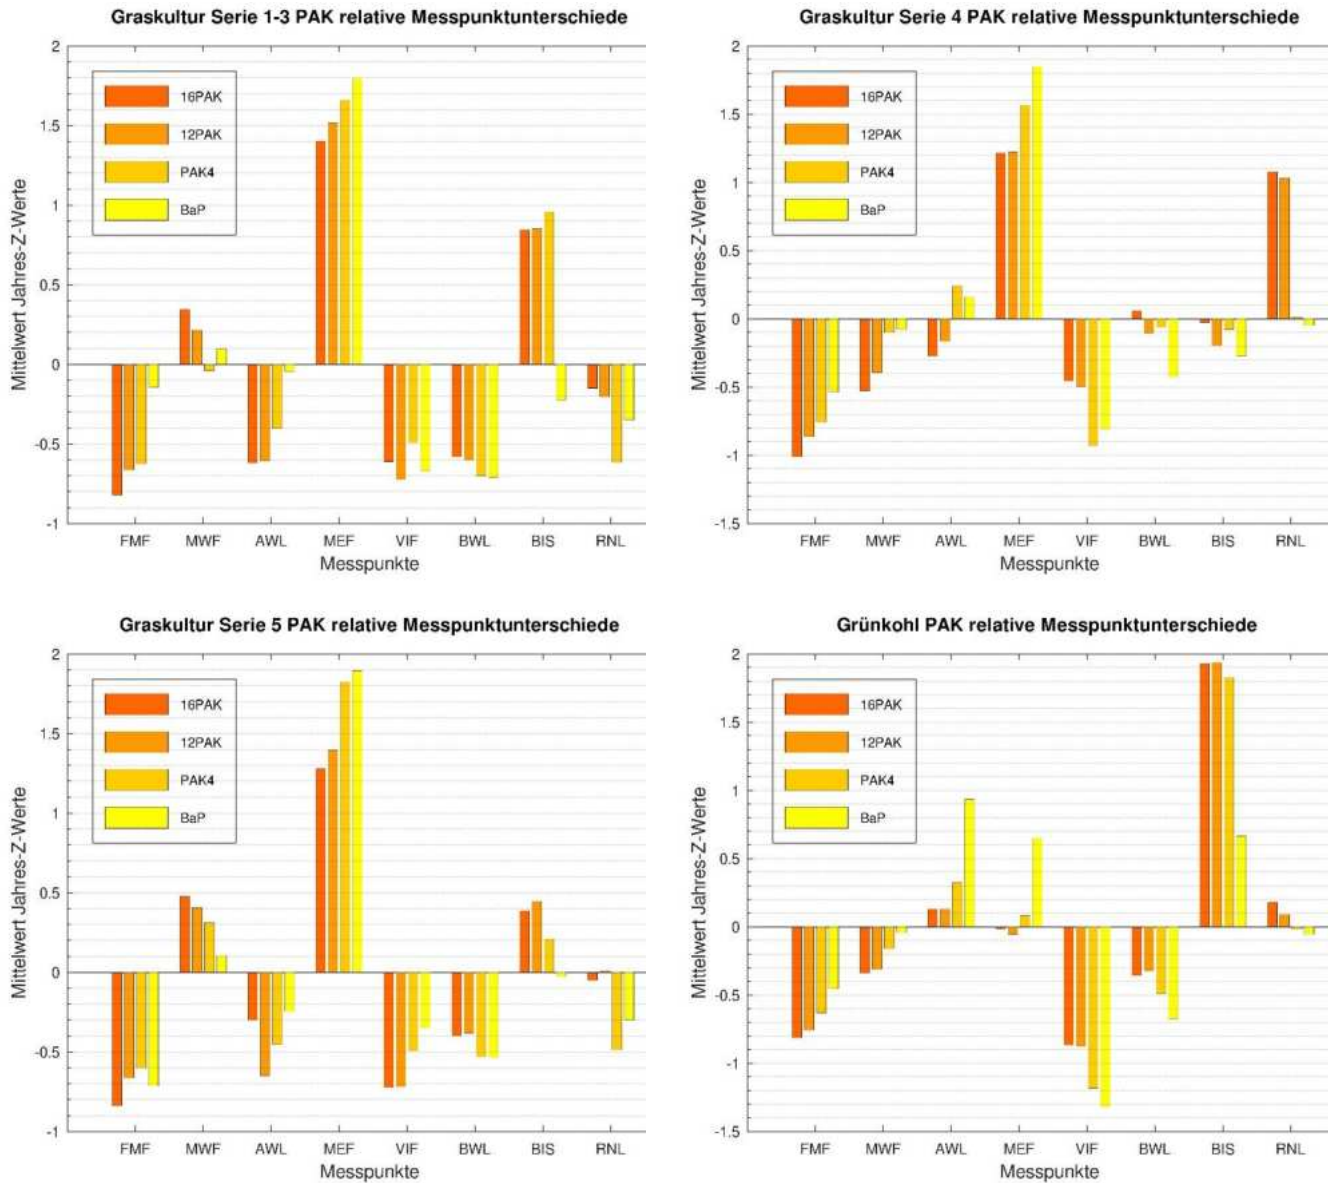 Graskultur Serie 1-3 PAK relative Messpunktunterschiede
Mittelwert Jahres-Z-Werte
2
1.5
1
0.5
0
-0.5
-1
16PAK
12PAK
PAK4
BaP
FMF MWF AWL MEF VIF BWL BIS RNL
Messpunkte
Graskultur Serie 4 PAK relative Messpunktunterschiede
Mittelwert Jahres-Z-Werte
2
1.5
1
0.5
0
-0.5
-1
-1.5
16PAK
12PAK
PAK4
BaP
FMF MWF AWL MEF VIF BWL BIS RNL
Messpunkte
Graskultur Serie 5 PAK relative Messpunktunterschiede
Mittelwert Jahres-Z-Werte
2
1.5
1
0.5
0
-0.5
-1
16PAK
12PAK
PAK4
BaP
FMF MWF AWL MEF VIF BWL BIS RNL
Messpunkte
Grünkohl PAK relative Messpunktunterschiede
Mittelwert Jahres-Z-Werte
2
1.5
1
0.5
0
-0.5
-1
-1.5
16PAK
12PAK
PAK4
BaP
FMF MWF AWL MEF VIF BWL BIS RNL
Messpunkte